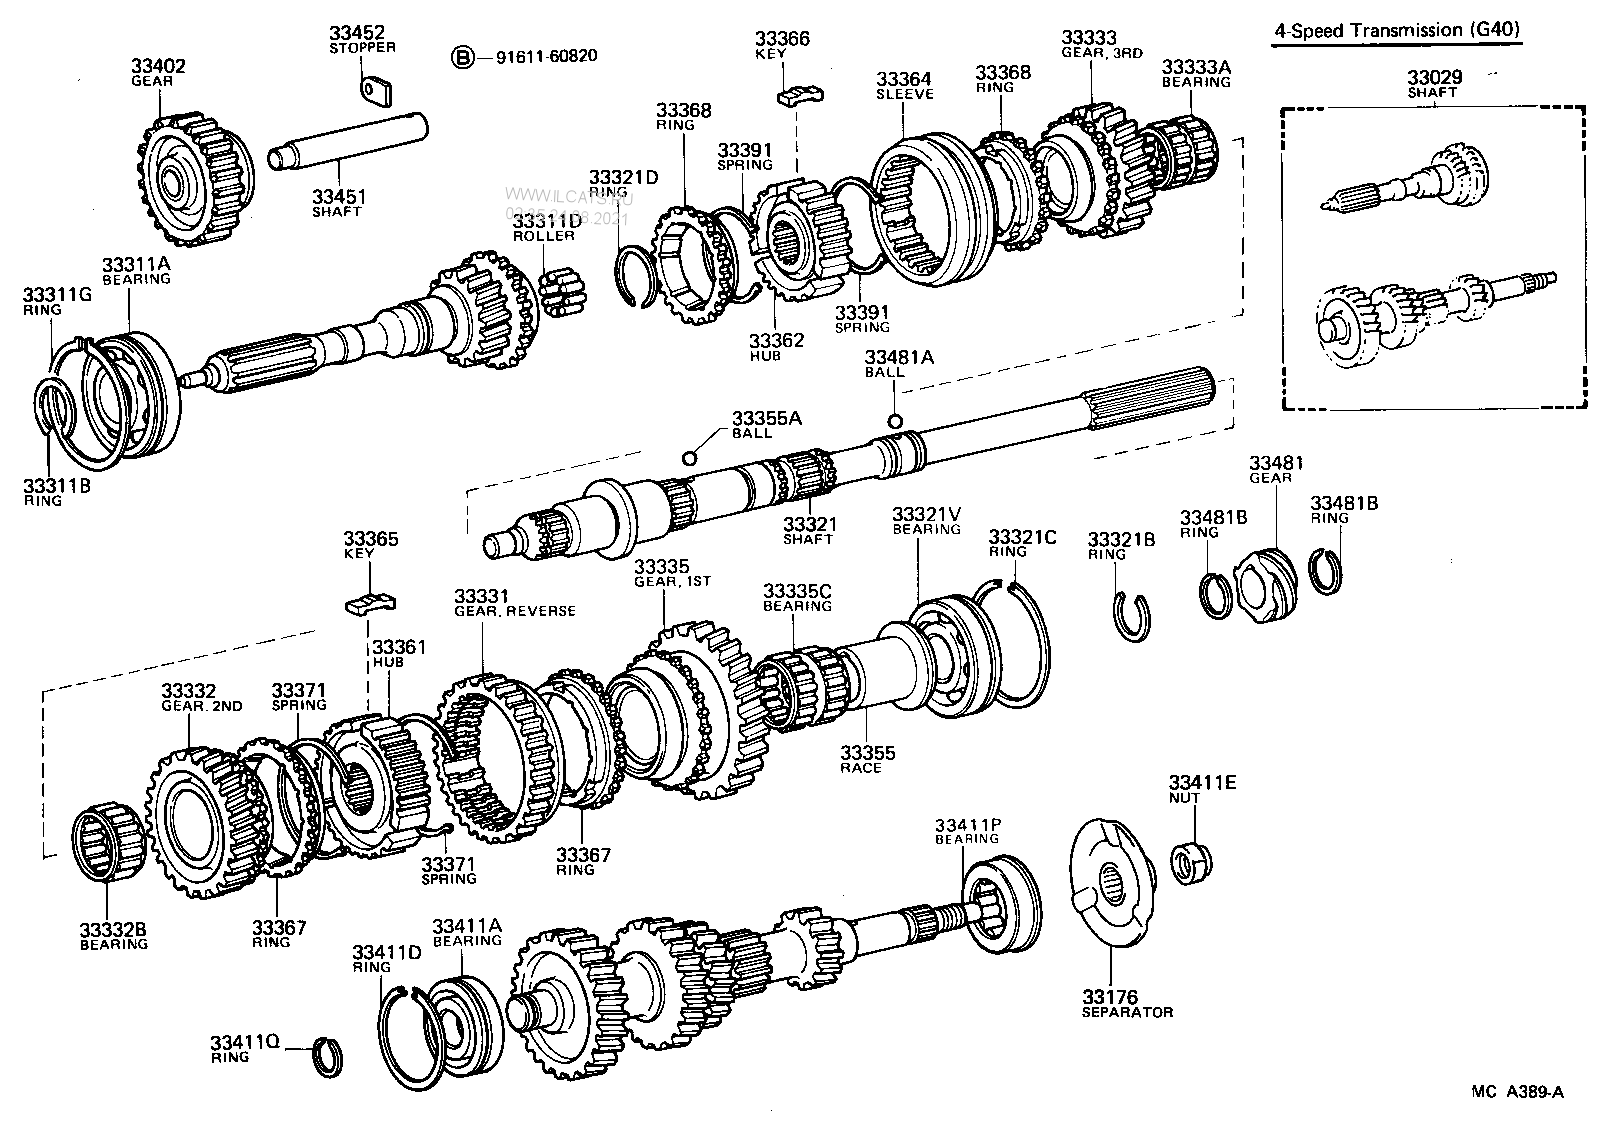 4-Speed Transmission (G40)
33452
STOPPER
B 91611-60820
33402
GEAR
33451
SHAFT
33366
KEY
33364
SLEEVE
33368
RING
33333
GEAR, 3RD
33333A
BEARING
33029
SHAFT
33368
RING
33391
SPRING
33321D
RING
WWW.ILCATS.RU
33311D
ROLLER
33311A
BEARING
33311G
RING
33311B
RING
33391
SPRING
33362
HUB
33481A
BALL
33355A
BALL
33321
SHAFT
33321V
BEARING
33321C
RING
33321B
RING
33481B
RING
33481
GEAR
33481B
RING
33365
KEY
33331
GEAR, REVERSE
33335
GEAR, 1ST
33335C
BEARING
33361
HUB
33332
GEAR, 2ND
33371
SPRING
33355
RACE
33371
SPRING
33367
RING
33332B
BEARING
33367
RING
33411E
NUT
33411P
BEARING
33411A
BEARING
33411D
RING
33411Q
RING
33176
SEPARATOR
MC A389-A